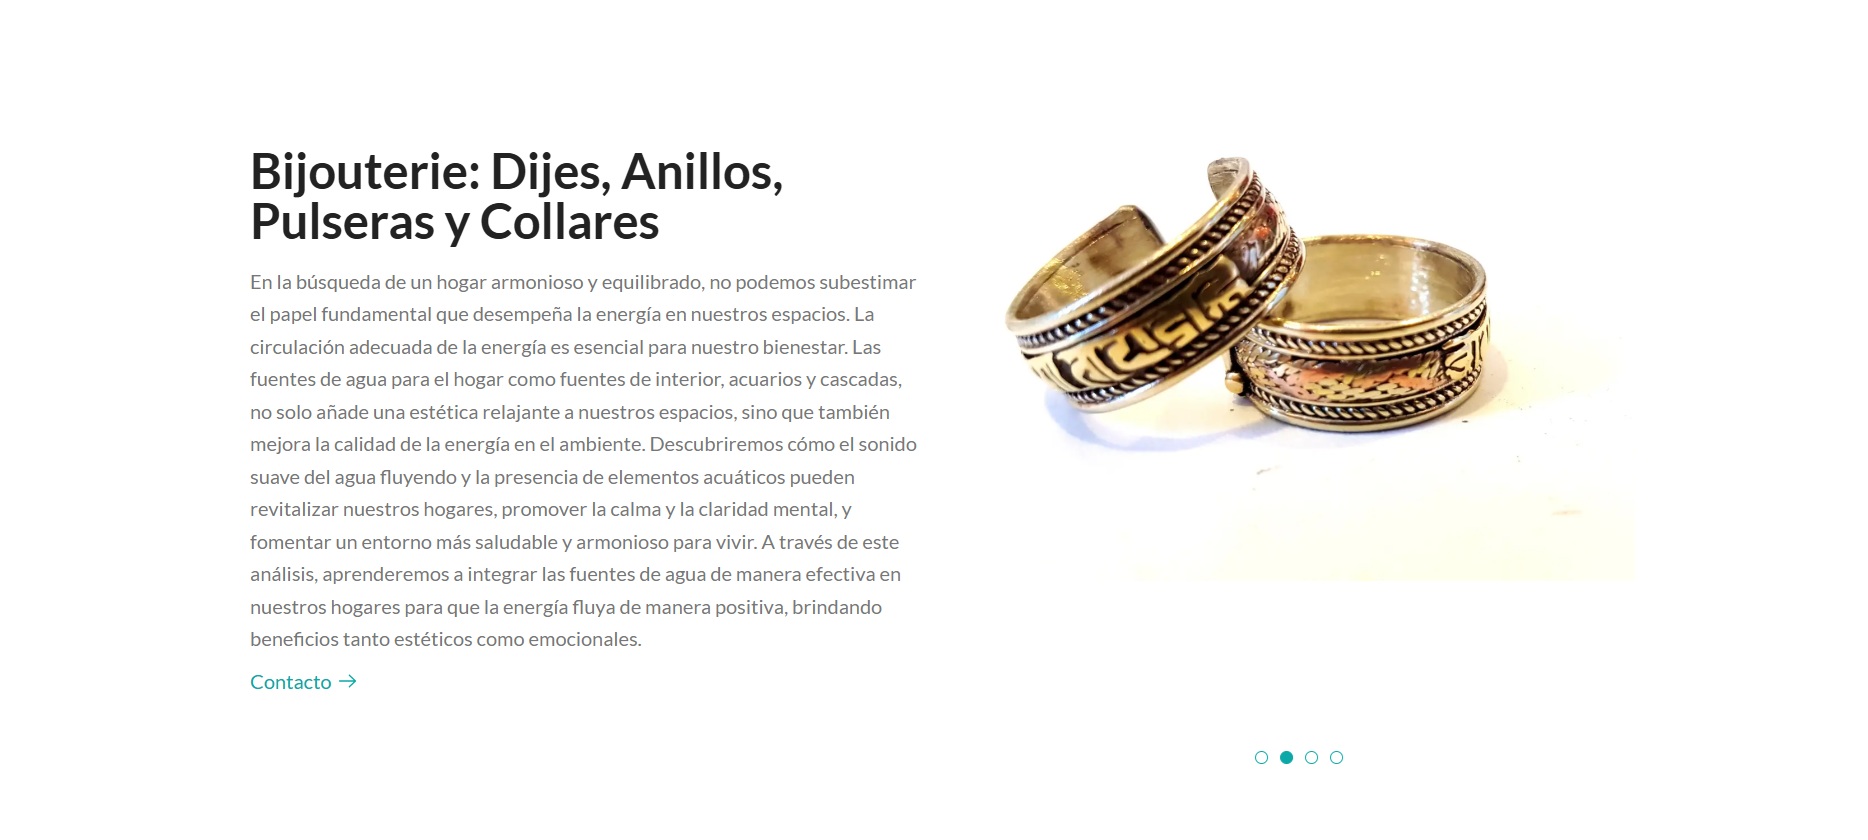 Bijouterie: Dijes, Anillos,
Pulseras y Collares
En la búsqueda de un hogar armonioso y equilibrado, no podemos subestimar
el papel fundamental que desempeña la energía en nuestros espacios. La
circulación adecuada de la energía es esencial para nuestro bienestar. Las
fuentes de agua para el hogar como fuentes de interior, acuarios y cascadas,
no solo añade una estética relajante a nuestros espacios, sino que también
mejora la calidad de la energía en el ambiente. Descubriremos cómo el sonido
suave del agua fluyendo y la presencia de elementos acuáticos pueden
revitalizar nuestros hogares, promover la calma y la claridad mental, y
fomentar un entorno más saludable y armonioso para vivir. A través de este
análisis, aprenderemos a integrar las fuentes de agua de manera efectiva en
nuestros hogares para que la energía fluya de manera positiva, brindando
beneficios tanto estéticos como emocionales.
Contacto